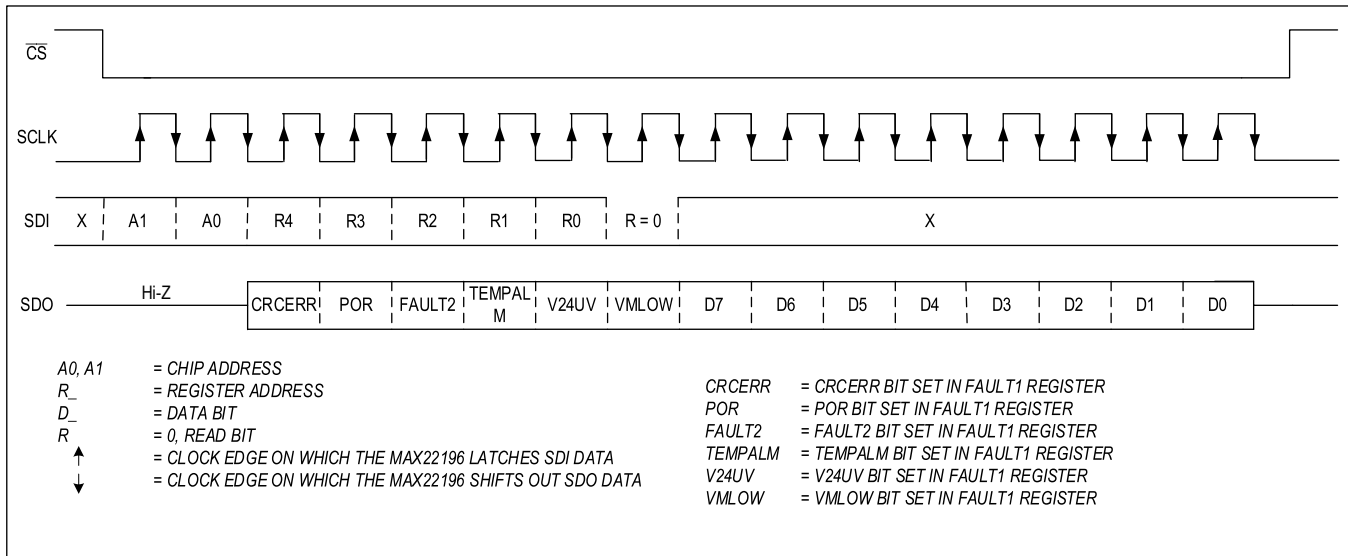 CS
SCLK
SDI X A1 A0 R4 R3 R2 R1 R0 R = 0 X
Hi-Z
SDO CRCERR POR FAULT2 TEMPAL
M V24UV VMLOW D7 D6 D5 D4 D3 D2 D1 D0
A0, A1 = CHIP ADDRESS
R_ = REGISTER ADDRESS
D_ = DATA BIT
R = 0, READ BIT
↑ = CLOCK EDGE ON WHICH THE MAX22196 LATCHES SDI DATA
↓ = CLOCK EDGE ON WHICH THE MAX22196 SHIFTS OUT SDO DATA
CRCERR = CRCERR BIT SET IN FAULT1 REGISTER
POR = POR BIT SET IN FAULT1 REGISTER
FAULT2 = FAULT2 BIT SET IN FAULT1 REGISTER
TEMPALM = TEMPALM BIT SET IN FAULT1 REGISTER
V24UV = V24UV BIT SET IN FAULT1 REGISTER
VMLOW = VMLOW BIT SET IN FAULT1 REGISTER